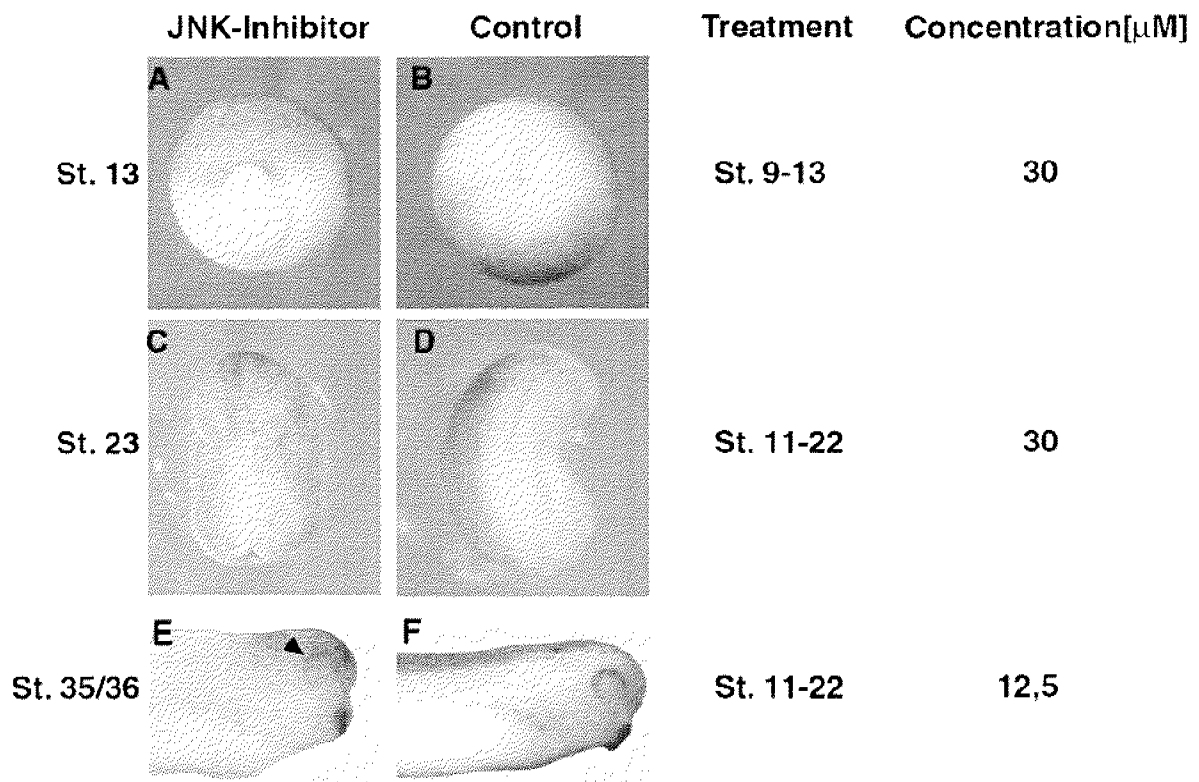 JNK-Inhibitor Control Treatment Concentration[µM]
A B
St. 13 St. 9-13 30
C D
St. 23 St. 11-22 30
E F
St. 35/36 St. 11-22 12,5